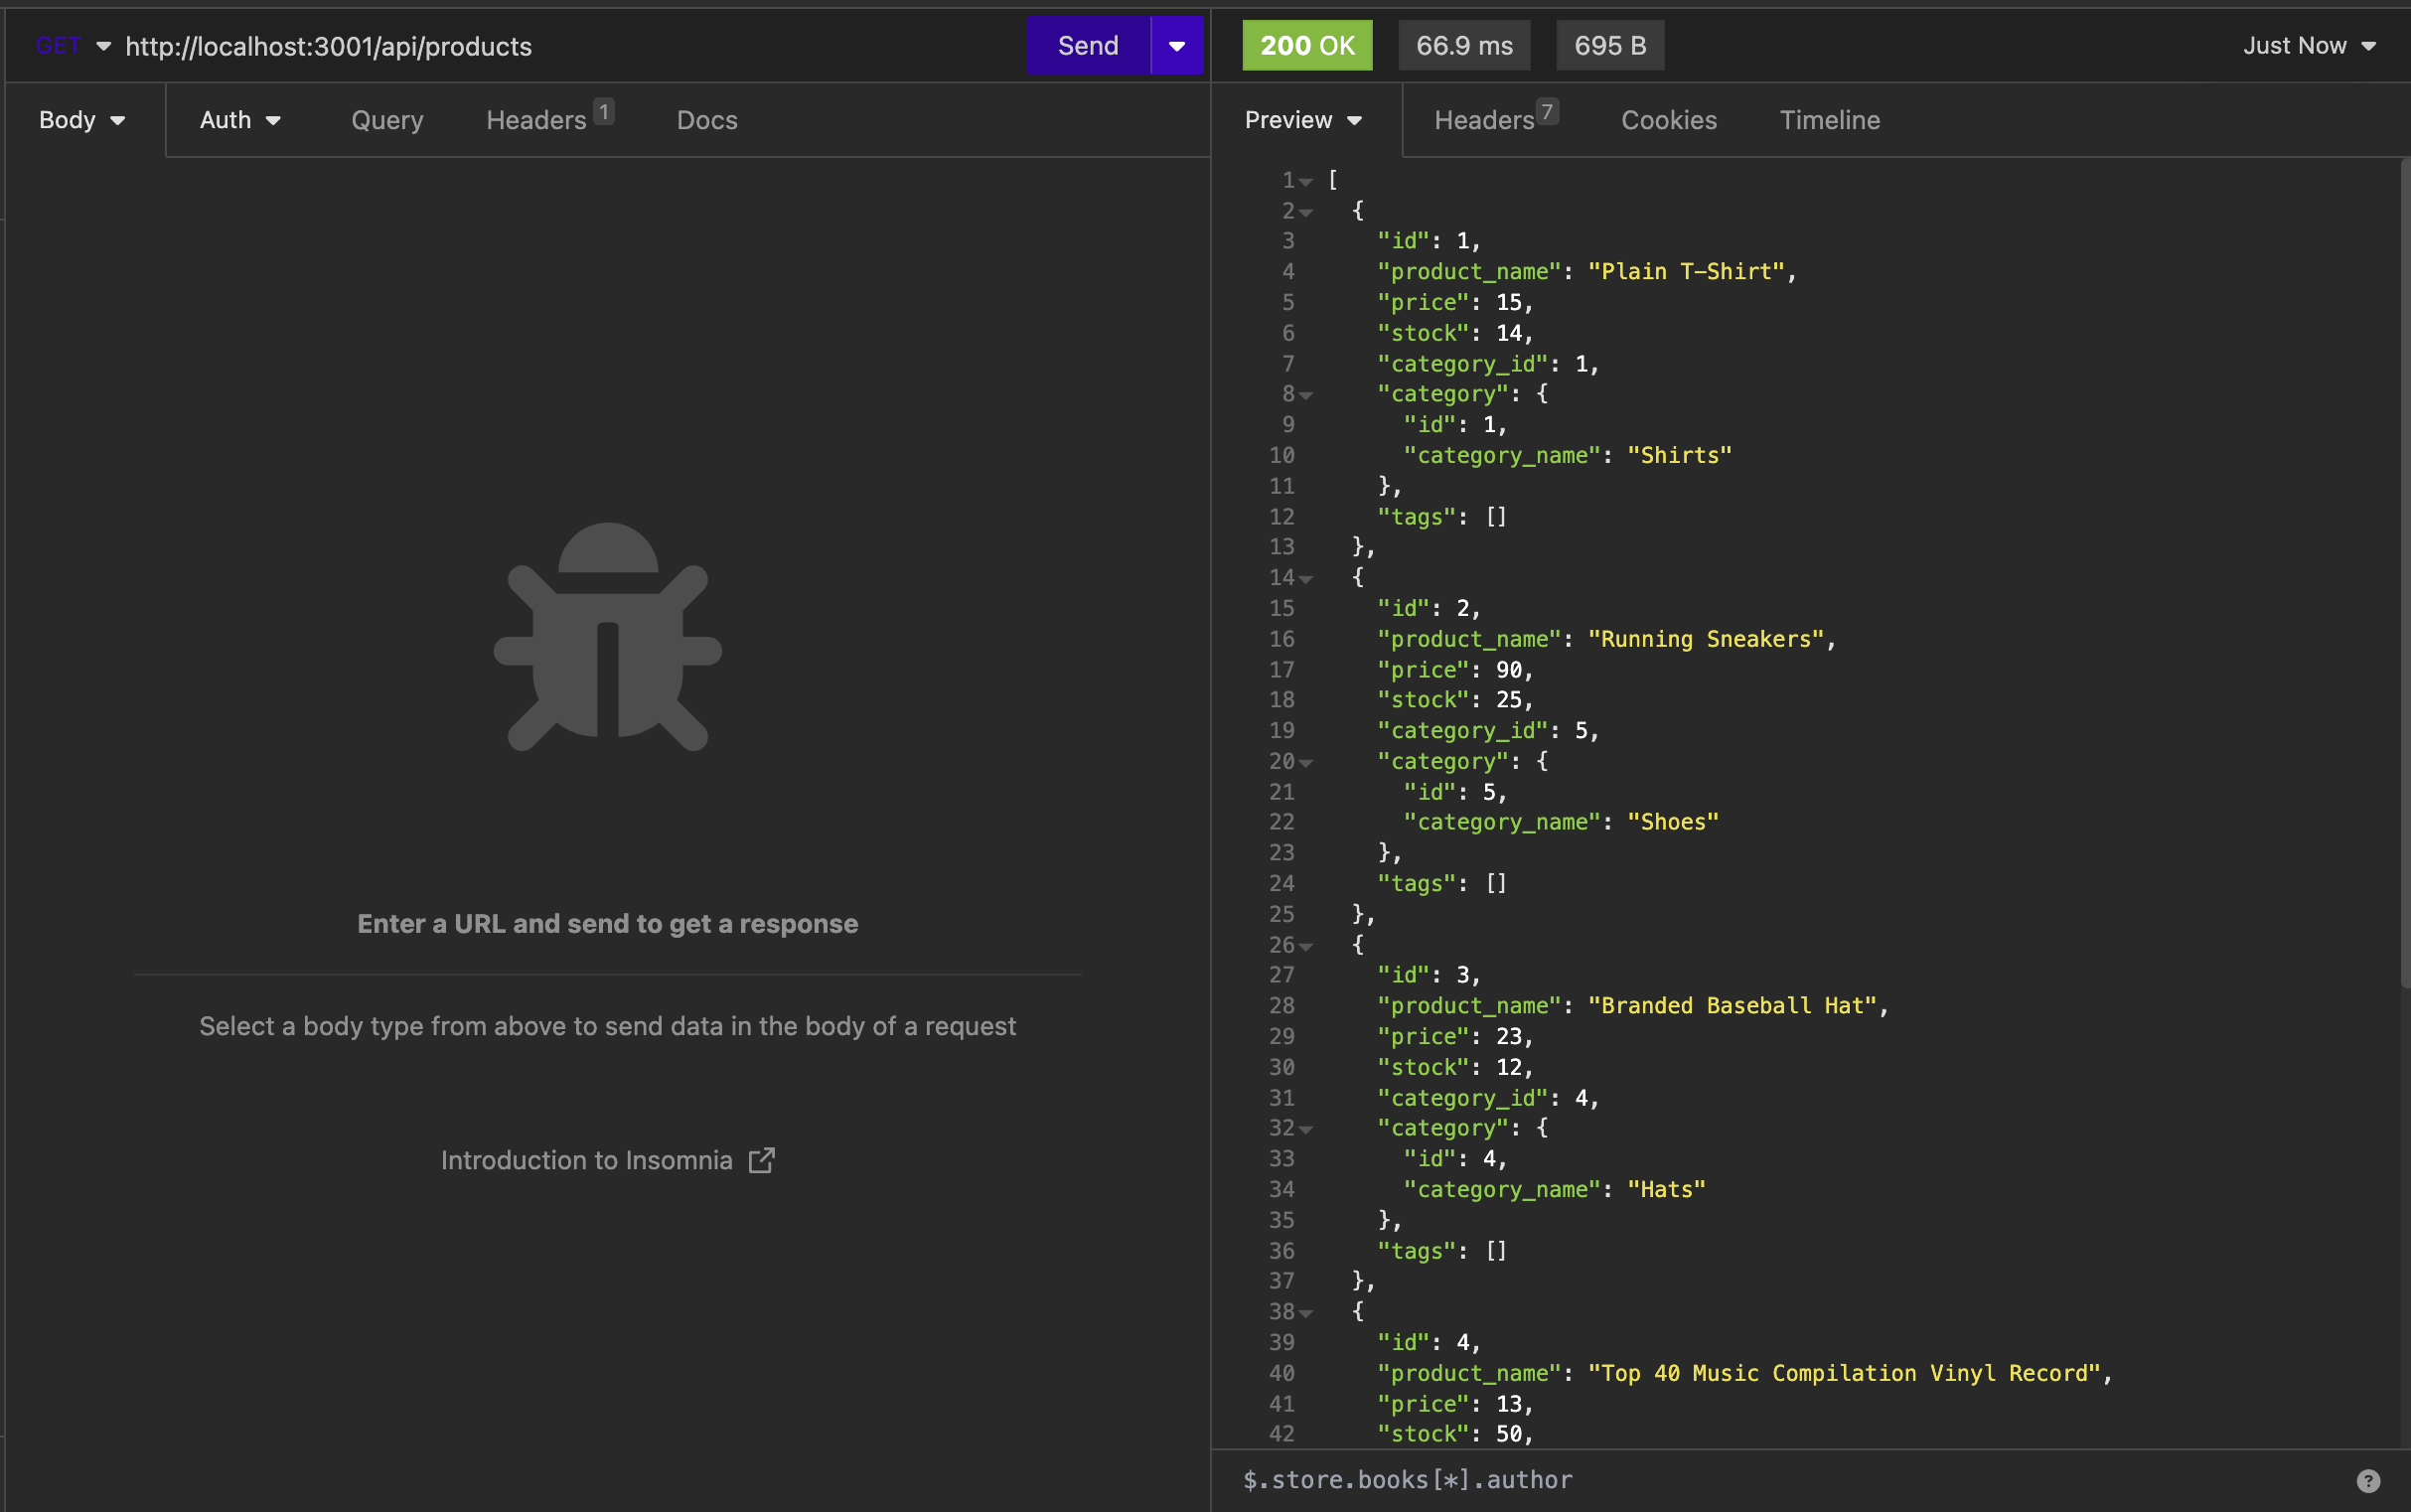 GET http://localhost:3001/api/products Send
200 OK 66.9 ms 695 B Just Now
Body Auth Query Headers 1 Docs
Enter a URL and send to get a response
Select a body type from above to send data in the body of a request
Introduction to Insomnia
Preview Headers 7 Cookies Timeline
1 [
2 {
3 "id": 1,
4 "product_name": "Plain T-Shirt",
5 "price": 15,
6 "stock": 14,
7 "category_id": 1,
8 "category": {
9 "id": 1,
10 "category_name": "Shirts"
11 },
12 "tags": []
13 },
14 {
15 "id": 2,
16 "product_name": "Running Sneakers",
17 "price": 90,
18 "stock": 25,
19 "category_id": 5,
20 "category": {
21 "id": 5,
22 "category_name": "Shoes"
23 },
24 "tags": []
25 },
26 {
27 "id": 3,
28 "product_name": "Branded Baseball Hat",
29 "price": 23,
30 "stock": 12,
31 "category_id": 4,
32 "category": {
33 "id": 4,
34 "category_name": "Hats"
35 },
36 "tags": []
37 },
38 {
39 "id": 4,
40 "product_name": "Top 40 Music Compilation Vinyl Record",
41 "price": 13,
42 "stock": 50,
$.store.books[*].author ?